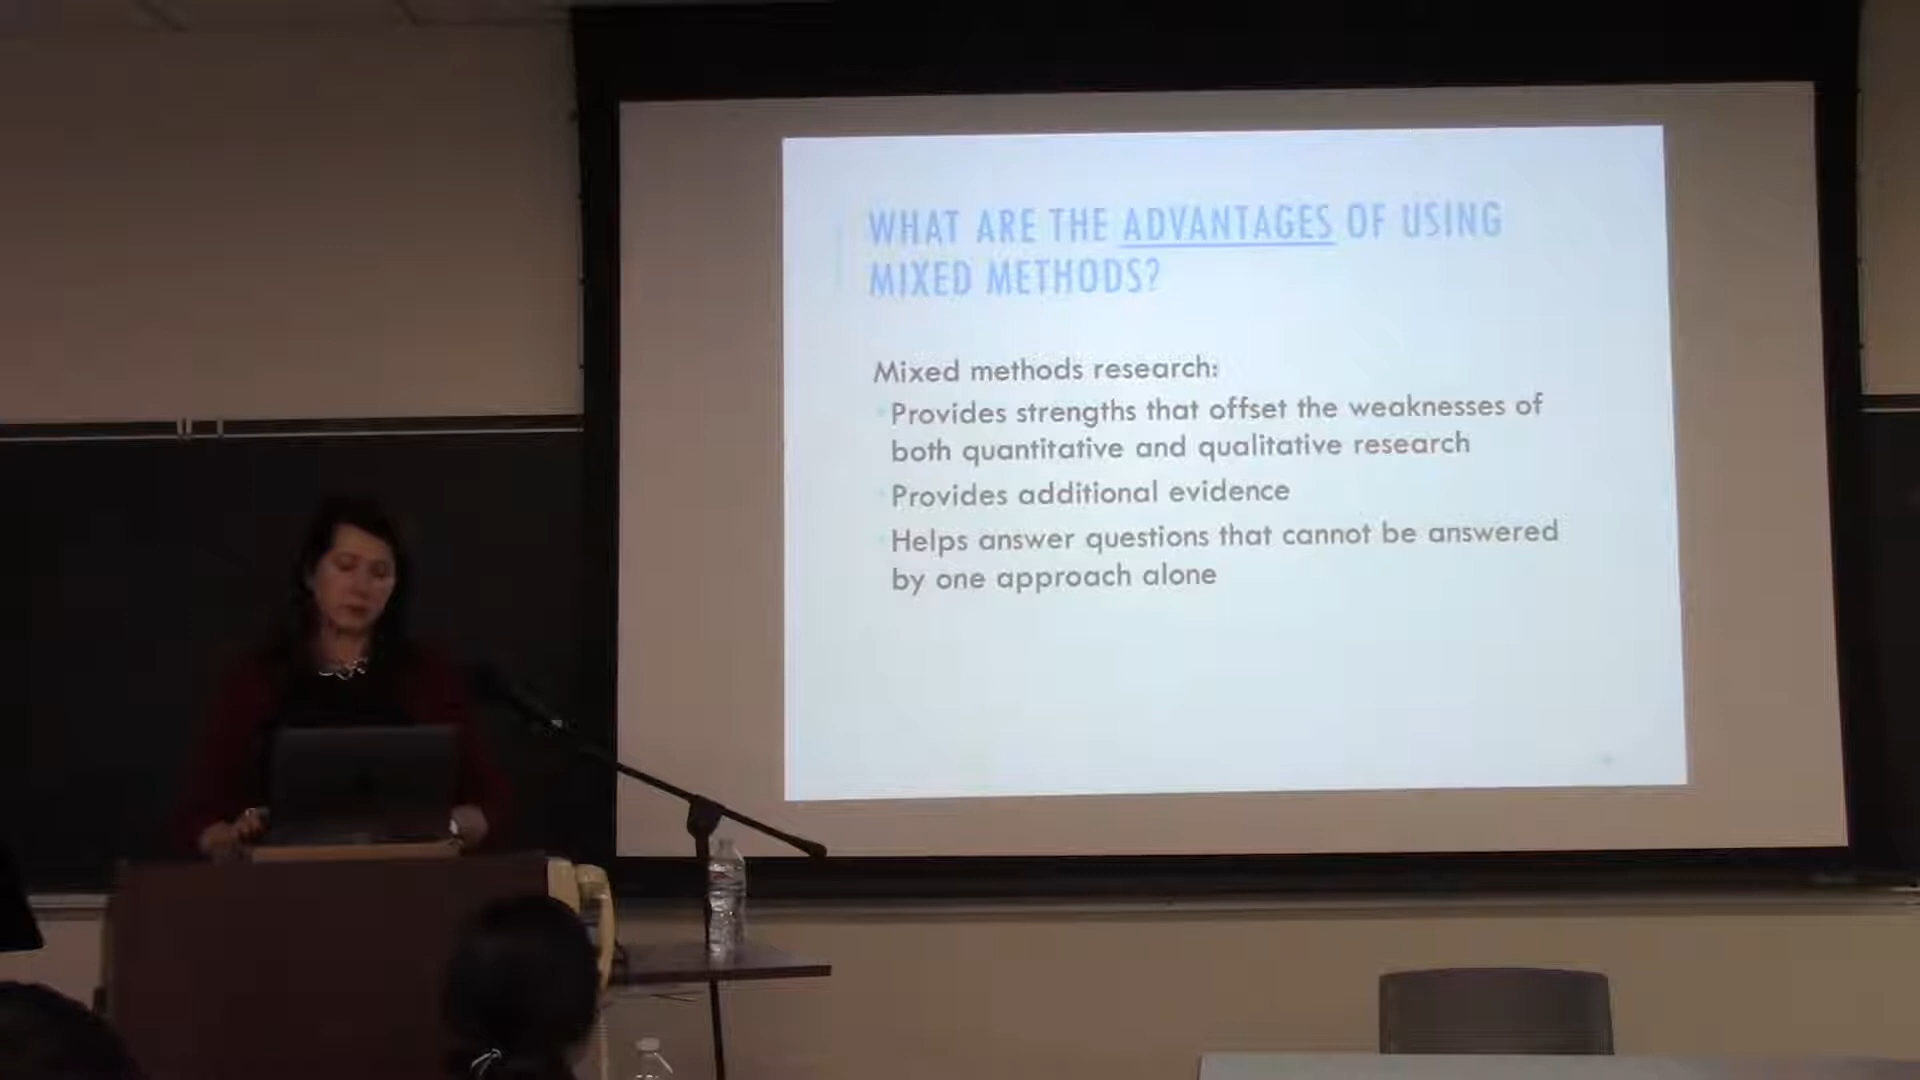 WHAT ARE THE ADVANTAGES OF USING
MIXED METHODS?
Mixed methods research:
Provides strengths that offset the weaknesses of
both quantitative and qualitative research
Provides additional evidence
Helps answer questions that cannot be answered
by one approach alone